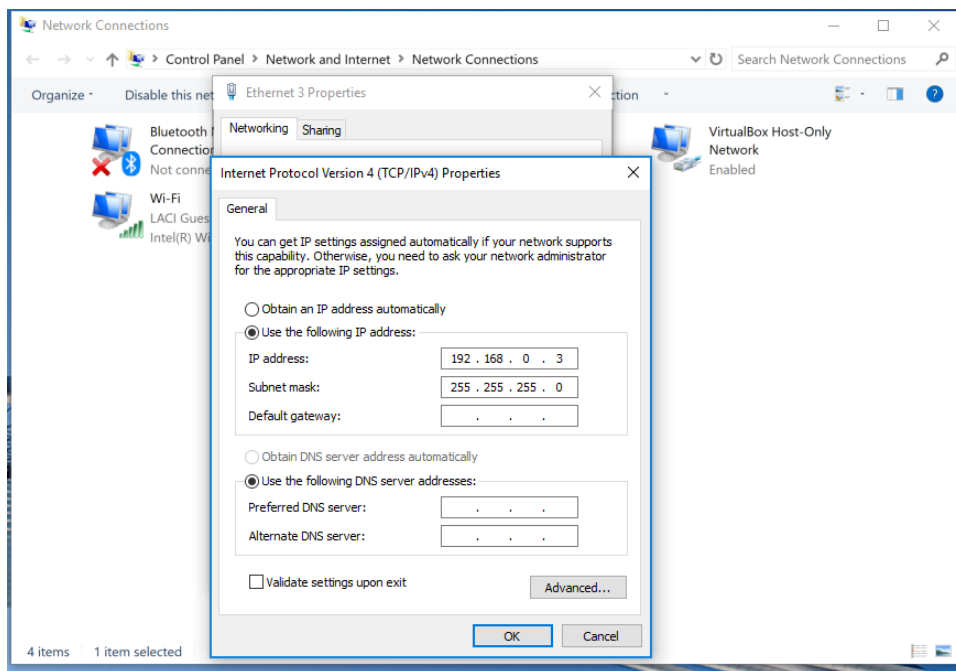 Network Connections
Control Panel > Network and Internet > Network Connections
Search Network Connections
Organize
Disable this net
ction
Ethernet 3 Properties
Networking
Sharing
Bluetooth
Connection
Not conne
Wi-Fi
LACI Gues
Intel(R) Wi
VirtualBox Host-Only
Network
Enabled
Internet Protocol Version 4 (TCP/IPv4) Properties
General
You can get IP settings assigned automatically if your network supports
this capability. Otherwise, you need to ask your network administrator
for the appropriate IP settings.
Obtain an IP address automatically
Use the following IP address:
IP address: 192 . 168 . 0 . 3
Subnet mask: 255 . 255 . 255 . 0
Default gateway: . . .
Obtain DNS server address automatically
Use the following DNS server addresses:
Preferred DNS server: . . .
Alternate DNS server: . . .
Validate settings upon exit
Advanced...
OK
Cancel
4 items
1 item selected